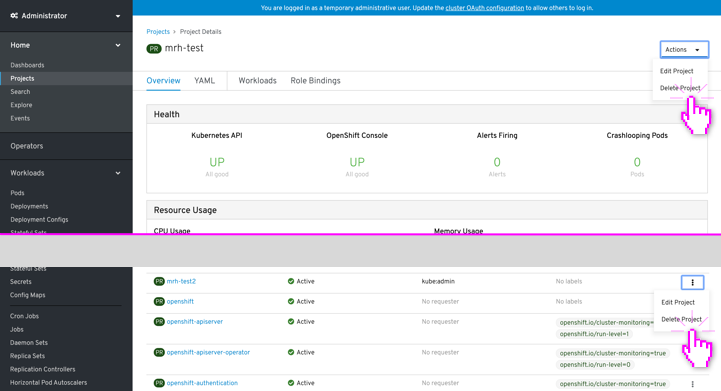 You are logged in as a temporary administrative user. Update the cluster OAuth configuration to allow others to log in.
Administrator
Home
Dashboards
Projects
Search
Explore
Events
Operators
Workloads
Pods
Deployments
Deployment Configs
Stateful Sets
Projects > Project Details
PR mrh-test
Actions
Edit Project
Delete Project
Overview YAML Workloads Role Bindings
Health
Kubernetes API OpenShift Console Alerts Firing Crashlooping Pods
UP UP 0 0
All good All good Alerts Pods
Resource Usage
CPU Usage Memory Usage
Stateful Sets
Secrets
Config Maps
Cron Jobs
Jobs
Daemon Sets
Replica Sets
Replication Controllers
Horizontal Pod Autoscalers
PR mrh-test2 Active kube:admin No labels
PR openshift Active No requester No labels
PR openshift-apiserver Active No requester openshift.io/cluster-monitoring=
openshift.io/run-level=1
PR openshift-apiserver-operator Active No requester openshift.io/cluster-monitoring=true
openshift.io/run-level=0
PR openshift-authentication Active No requester openshift.io/cluster-monitoring=true
Edit Project
Delete Project